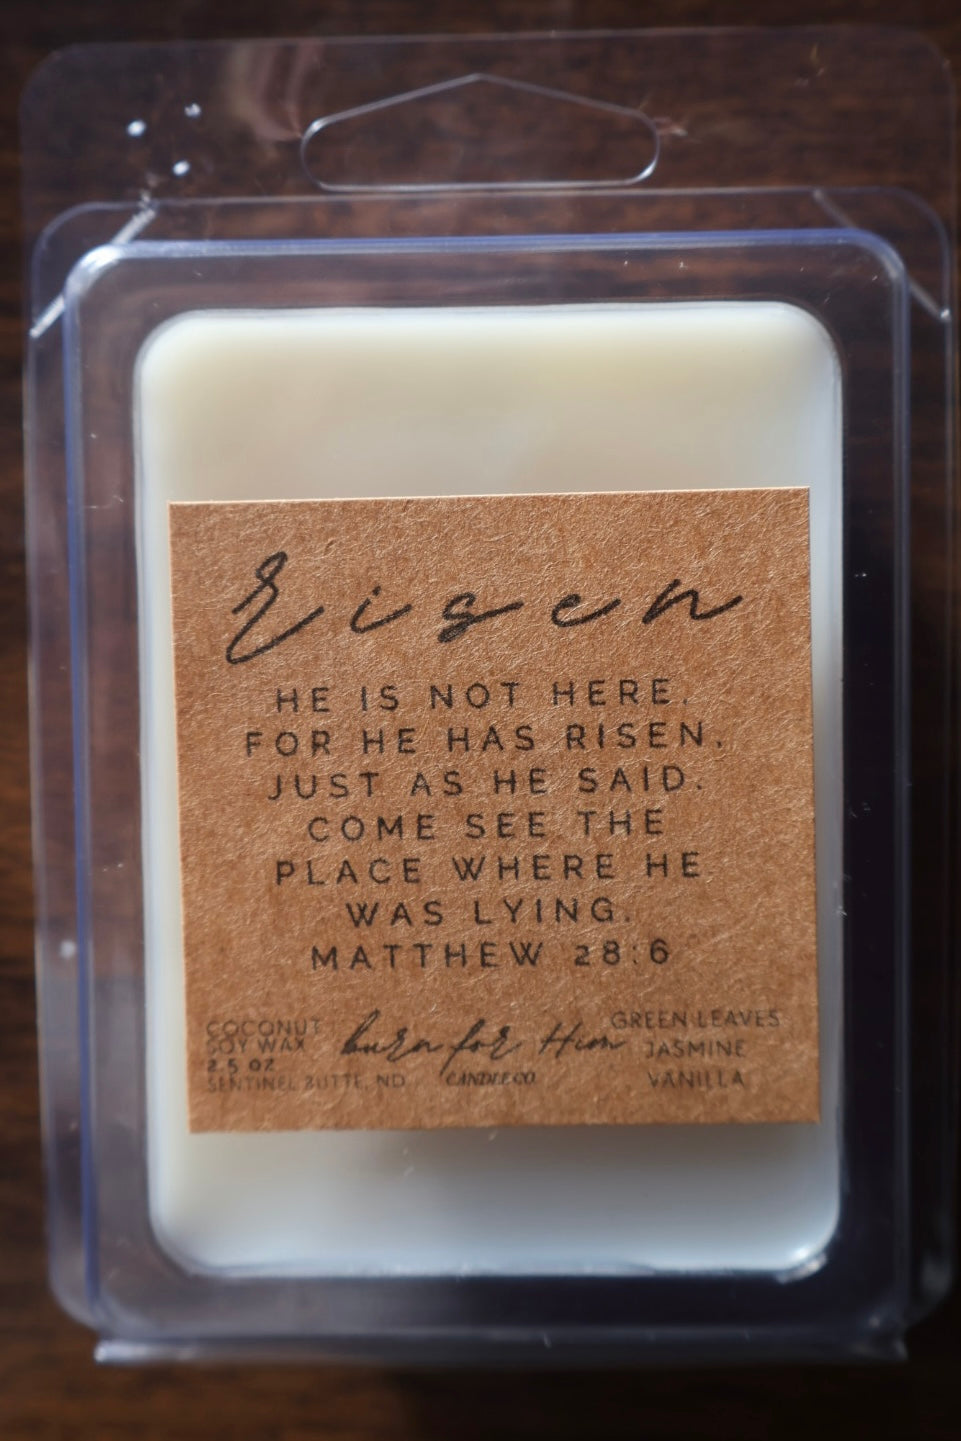 Risen
HE IS NOT HERE.
FOR HE HAS RISEN,
JUST AS HE SAID.
COME SEE THE
PLACE WHERE HE
WAS LYING.
MATTHEW 28:6
COCONUT
SOY WAX
2.5 OZ
SENTINEL BUTTE, ND
burn for Him
CANDLE CO.
GREEN LEAVES
JASMINE
VANILLA